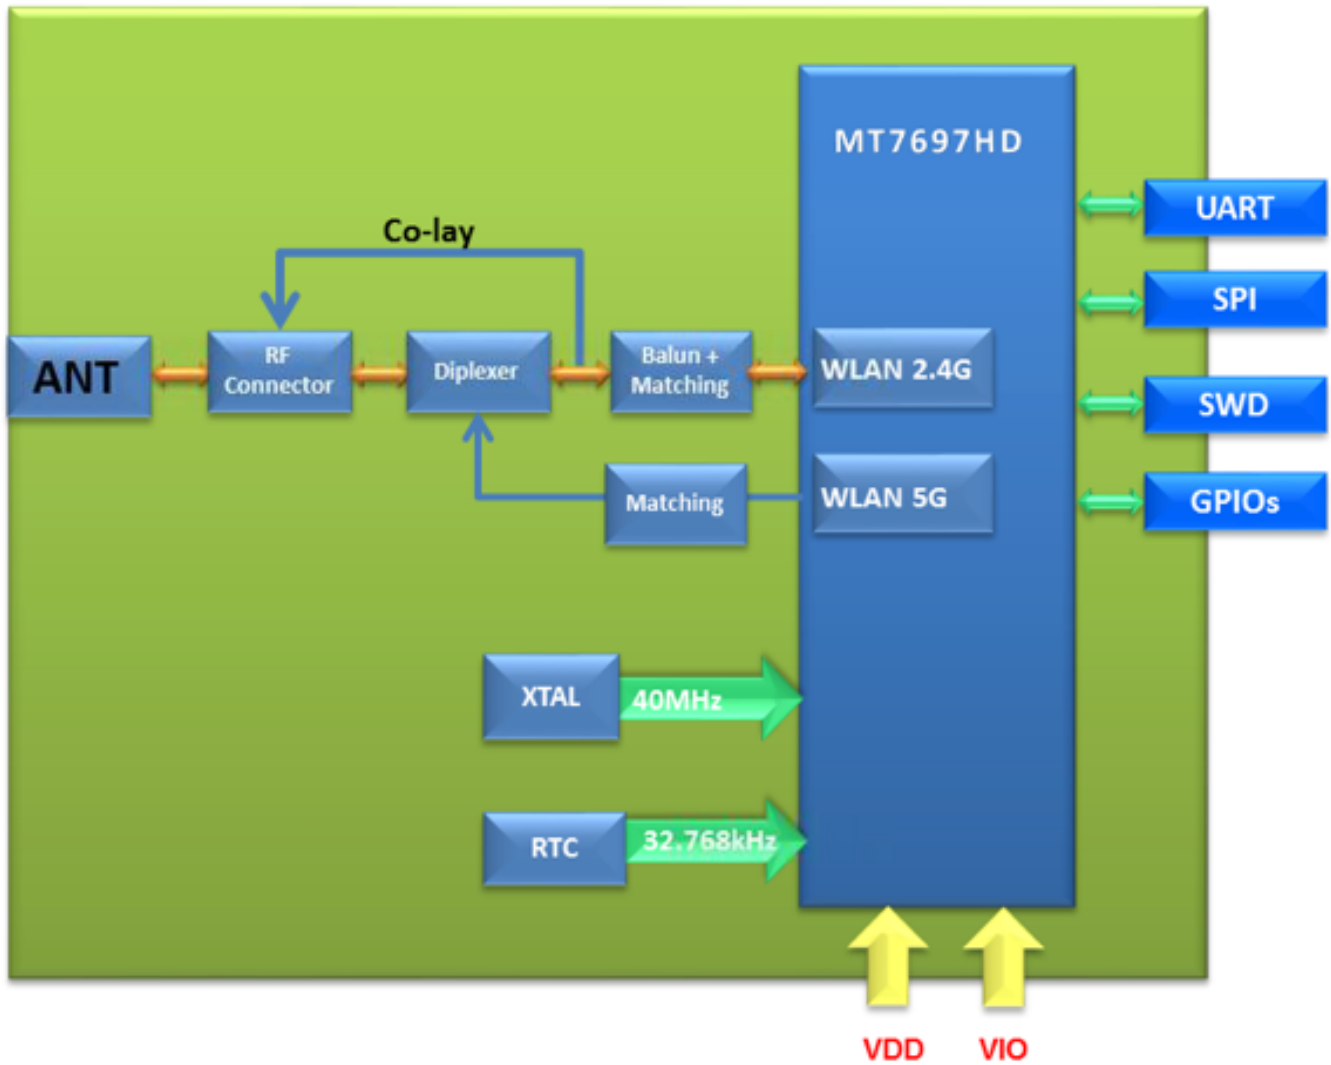 MT7697HD
UART
Co-lay
SPI
ANT
RF
Connector
Diplexer
Balun +
Matching
WLAN 2.4G
SWD
Matching
WLAN 5G
GPIOs
XTAL
40MHz
RTC
32.768kHz
VDD
VIO